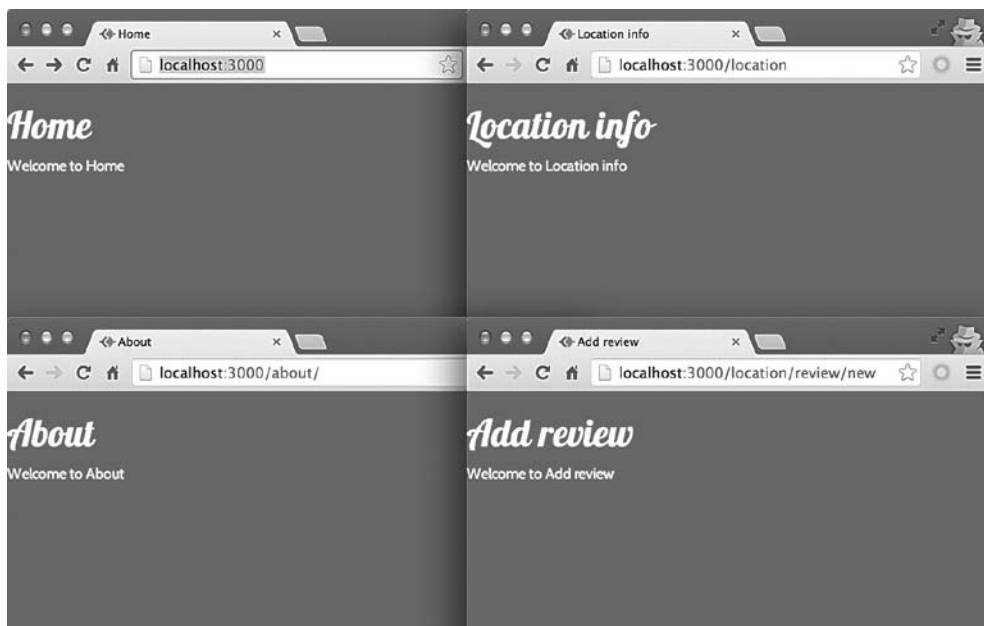 Home
localhost:3000
Home
Welcome to Home
Location info
localhost:3000/location
Location info
Welcome to Location info
About
localhost:3000/about/
About
Welcome to About
Add review
localhost:3000/location/review/new
Add review
Welcome to Add review